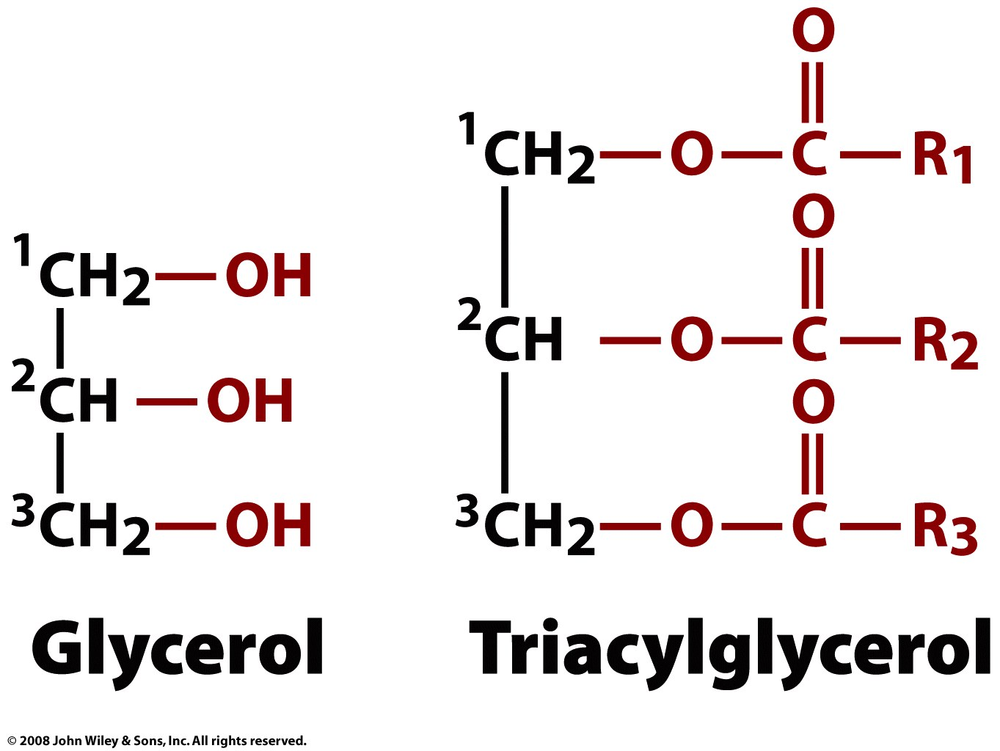 O
¹CH₂—O—C—R₁
O
¹CH₂—OH
²CH—O—C—R₂
²CH—OH
O
³CH₂—OH
³CH₂—O—C—R₃
Glycerol
Triacylglycerol
© 2008 John Wiley & Sons, Inc. All rights reserved.